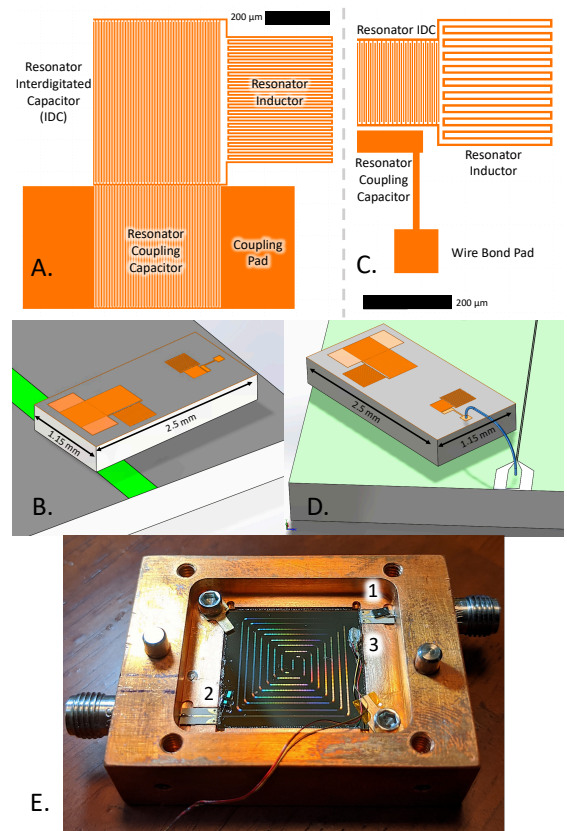 200 µm
Resonator
Interdigitated
Capacitor
(IDC)
Resonator
Inductor
Resonator
Coupling
Capacitor
Coupling
Pad
A.
Resonator IDC
Resonator
Coupling
Capacitor
Resonator
Inductor
Wire Bond Pad
C.
200 µm
1.15 mm
2.5 mm
B.
2.5 mm
1.15 mm
D.
1
2
3
E.